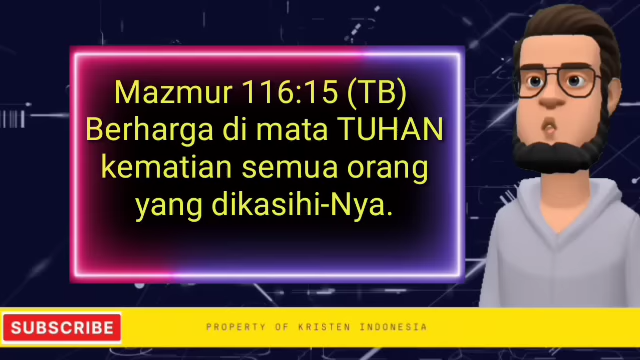 Mazmur 116:15 (TB)
Berharga di mata TUHAN
kematian semua orang
yang dikasihi-Nya.
SUBSCRIBE
PROPERTY OF KRISTEN INDONESIA